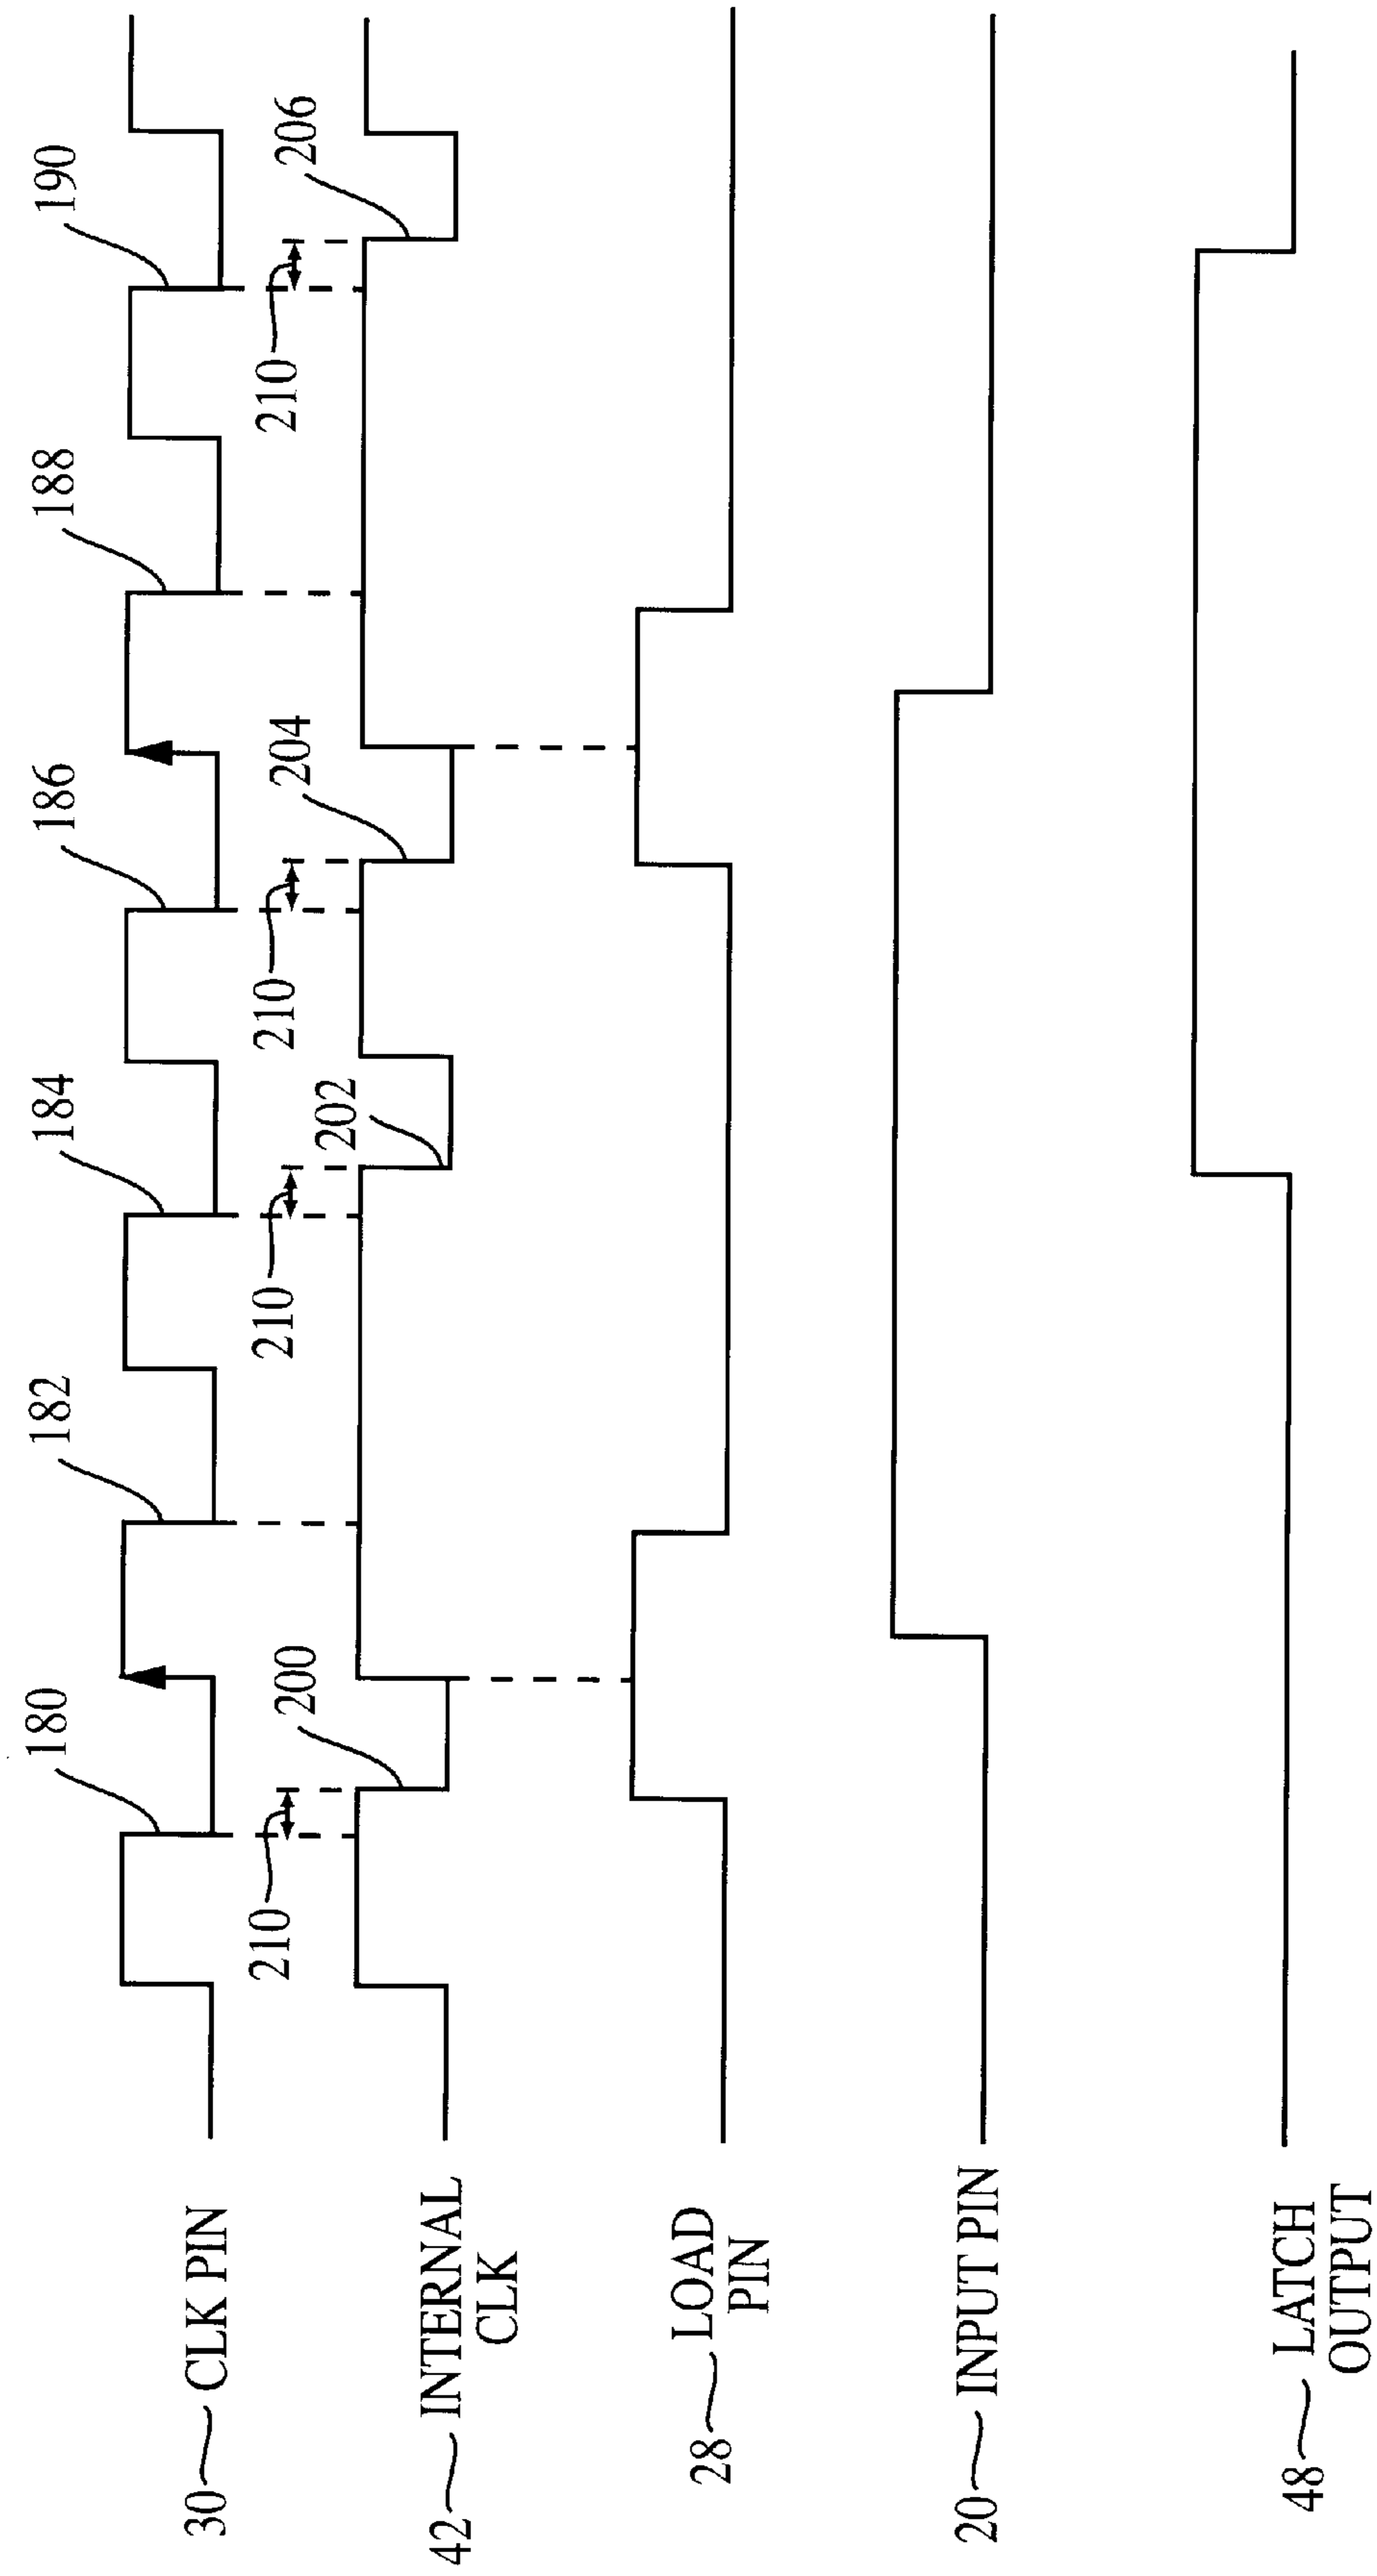 180
182
184
186
188
190
30 CLK PIN
210
200
210
202
210
204
210
206
42 INTERNAL
CLK
28 LOAD
PIN
20 INPUT PIN
48 LATCH
OUTPUT